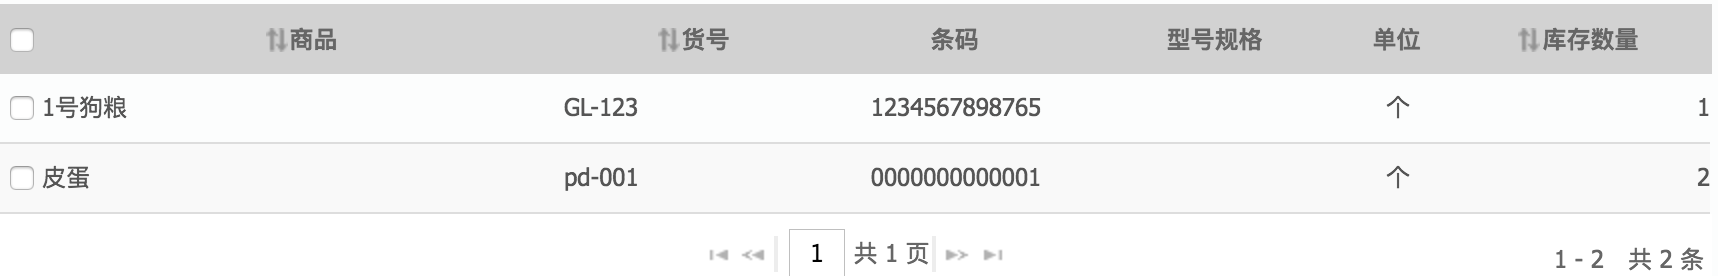 商品 货号 条码 型号规格 单位 库存数量
1号狗粮 GL-123 1234567898765 个 1
皮蛋 pd-001 0000000000001 个 2
1 共 1 页 1 - 2 共 2 条